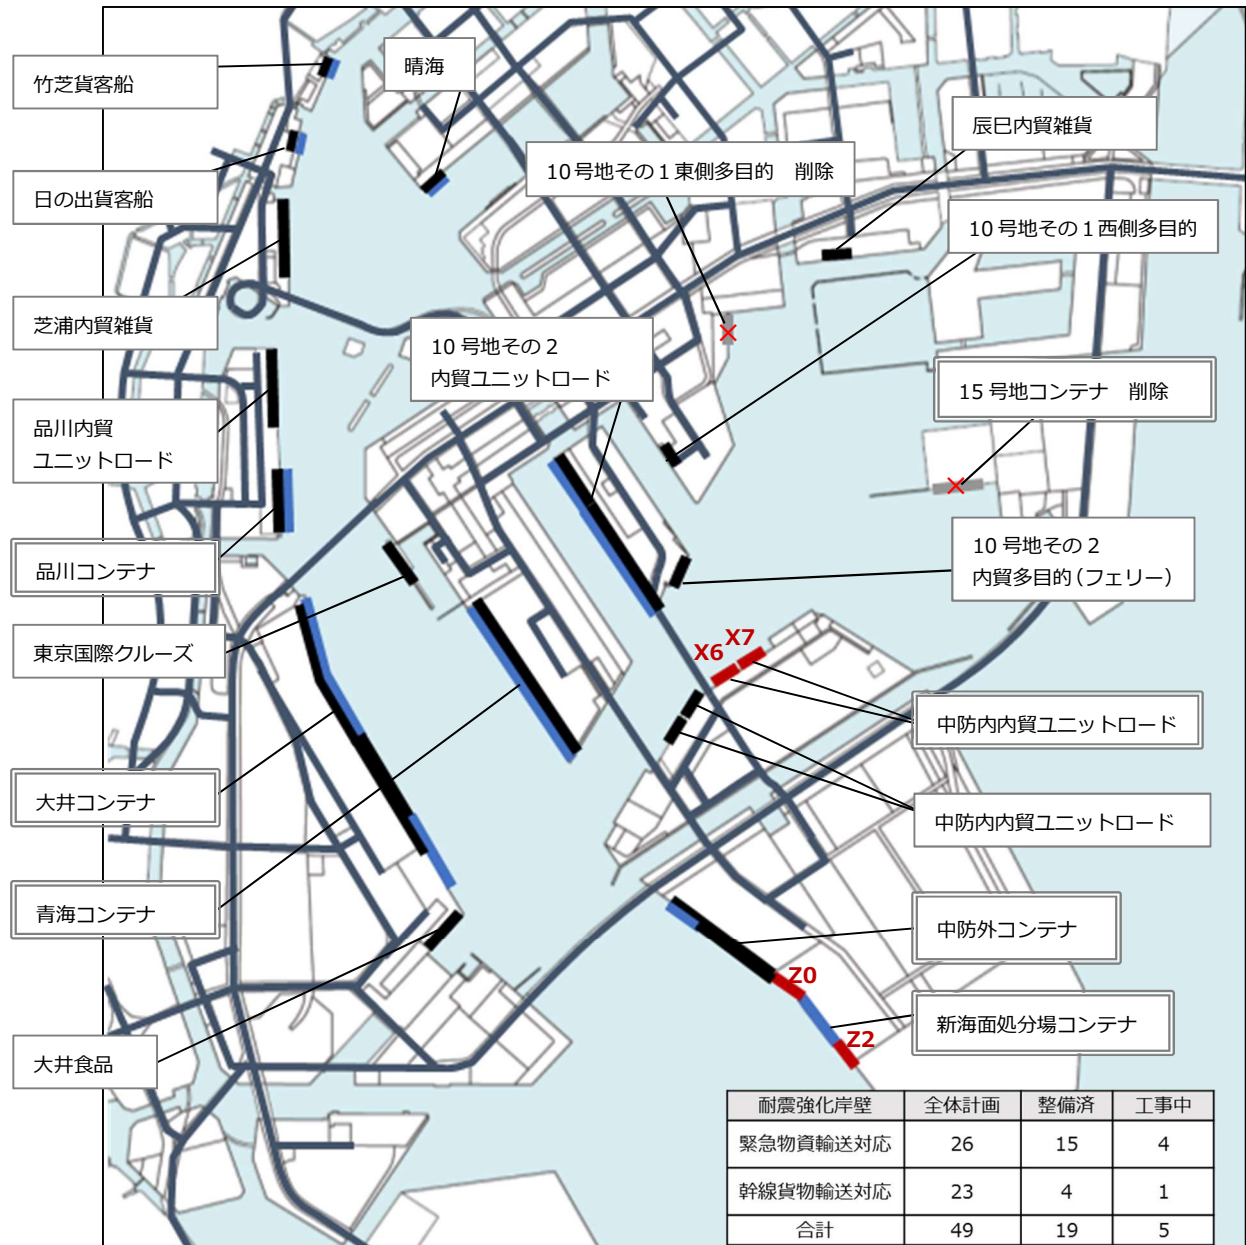 竹芝貨客船
晴海
辰巳内貿雑貨
10号地その1東側多目的　削除
日の出貨客船
10号地その1西側多目的
芝浦内貿雑貨
10号地その2
内貿ユニットロード
15号地コンテナ　削除
品川内貿
ユニットロード
品川コンテナ
10号地その2
内貿多目的（フェリー）
東京国際クルーズ
X6
X7
中防内内貿ユニットロード
大井コンテナ
中防内内貿ユニットロード
青海コンテナ
中防外コンテナ
Z0
新海面処分場コンテナ
Z2
大井食品
耐震強化岸壁 全体計画 整備済 工事中
緊急物資輸送対応 26 15 4
幹線貨物輸送対応 23 4 1
合計 49 19 5